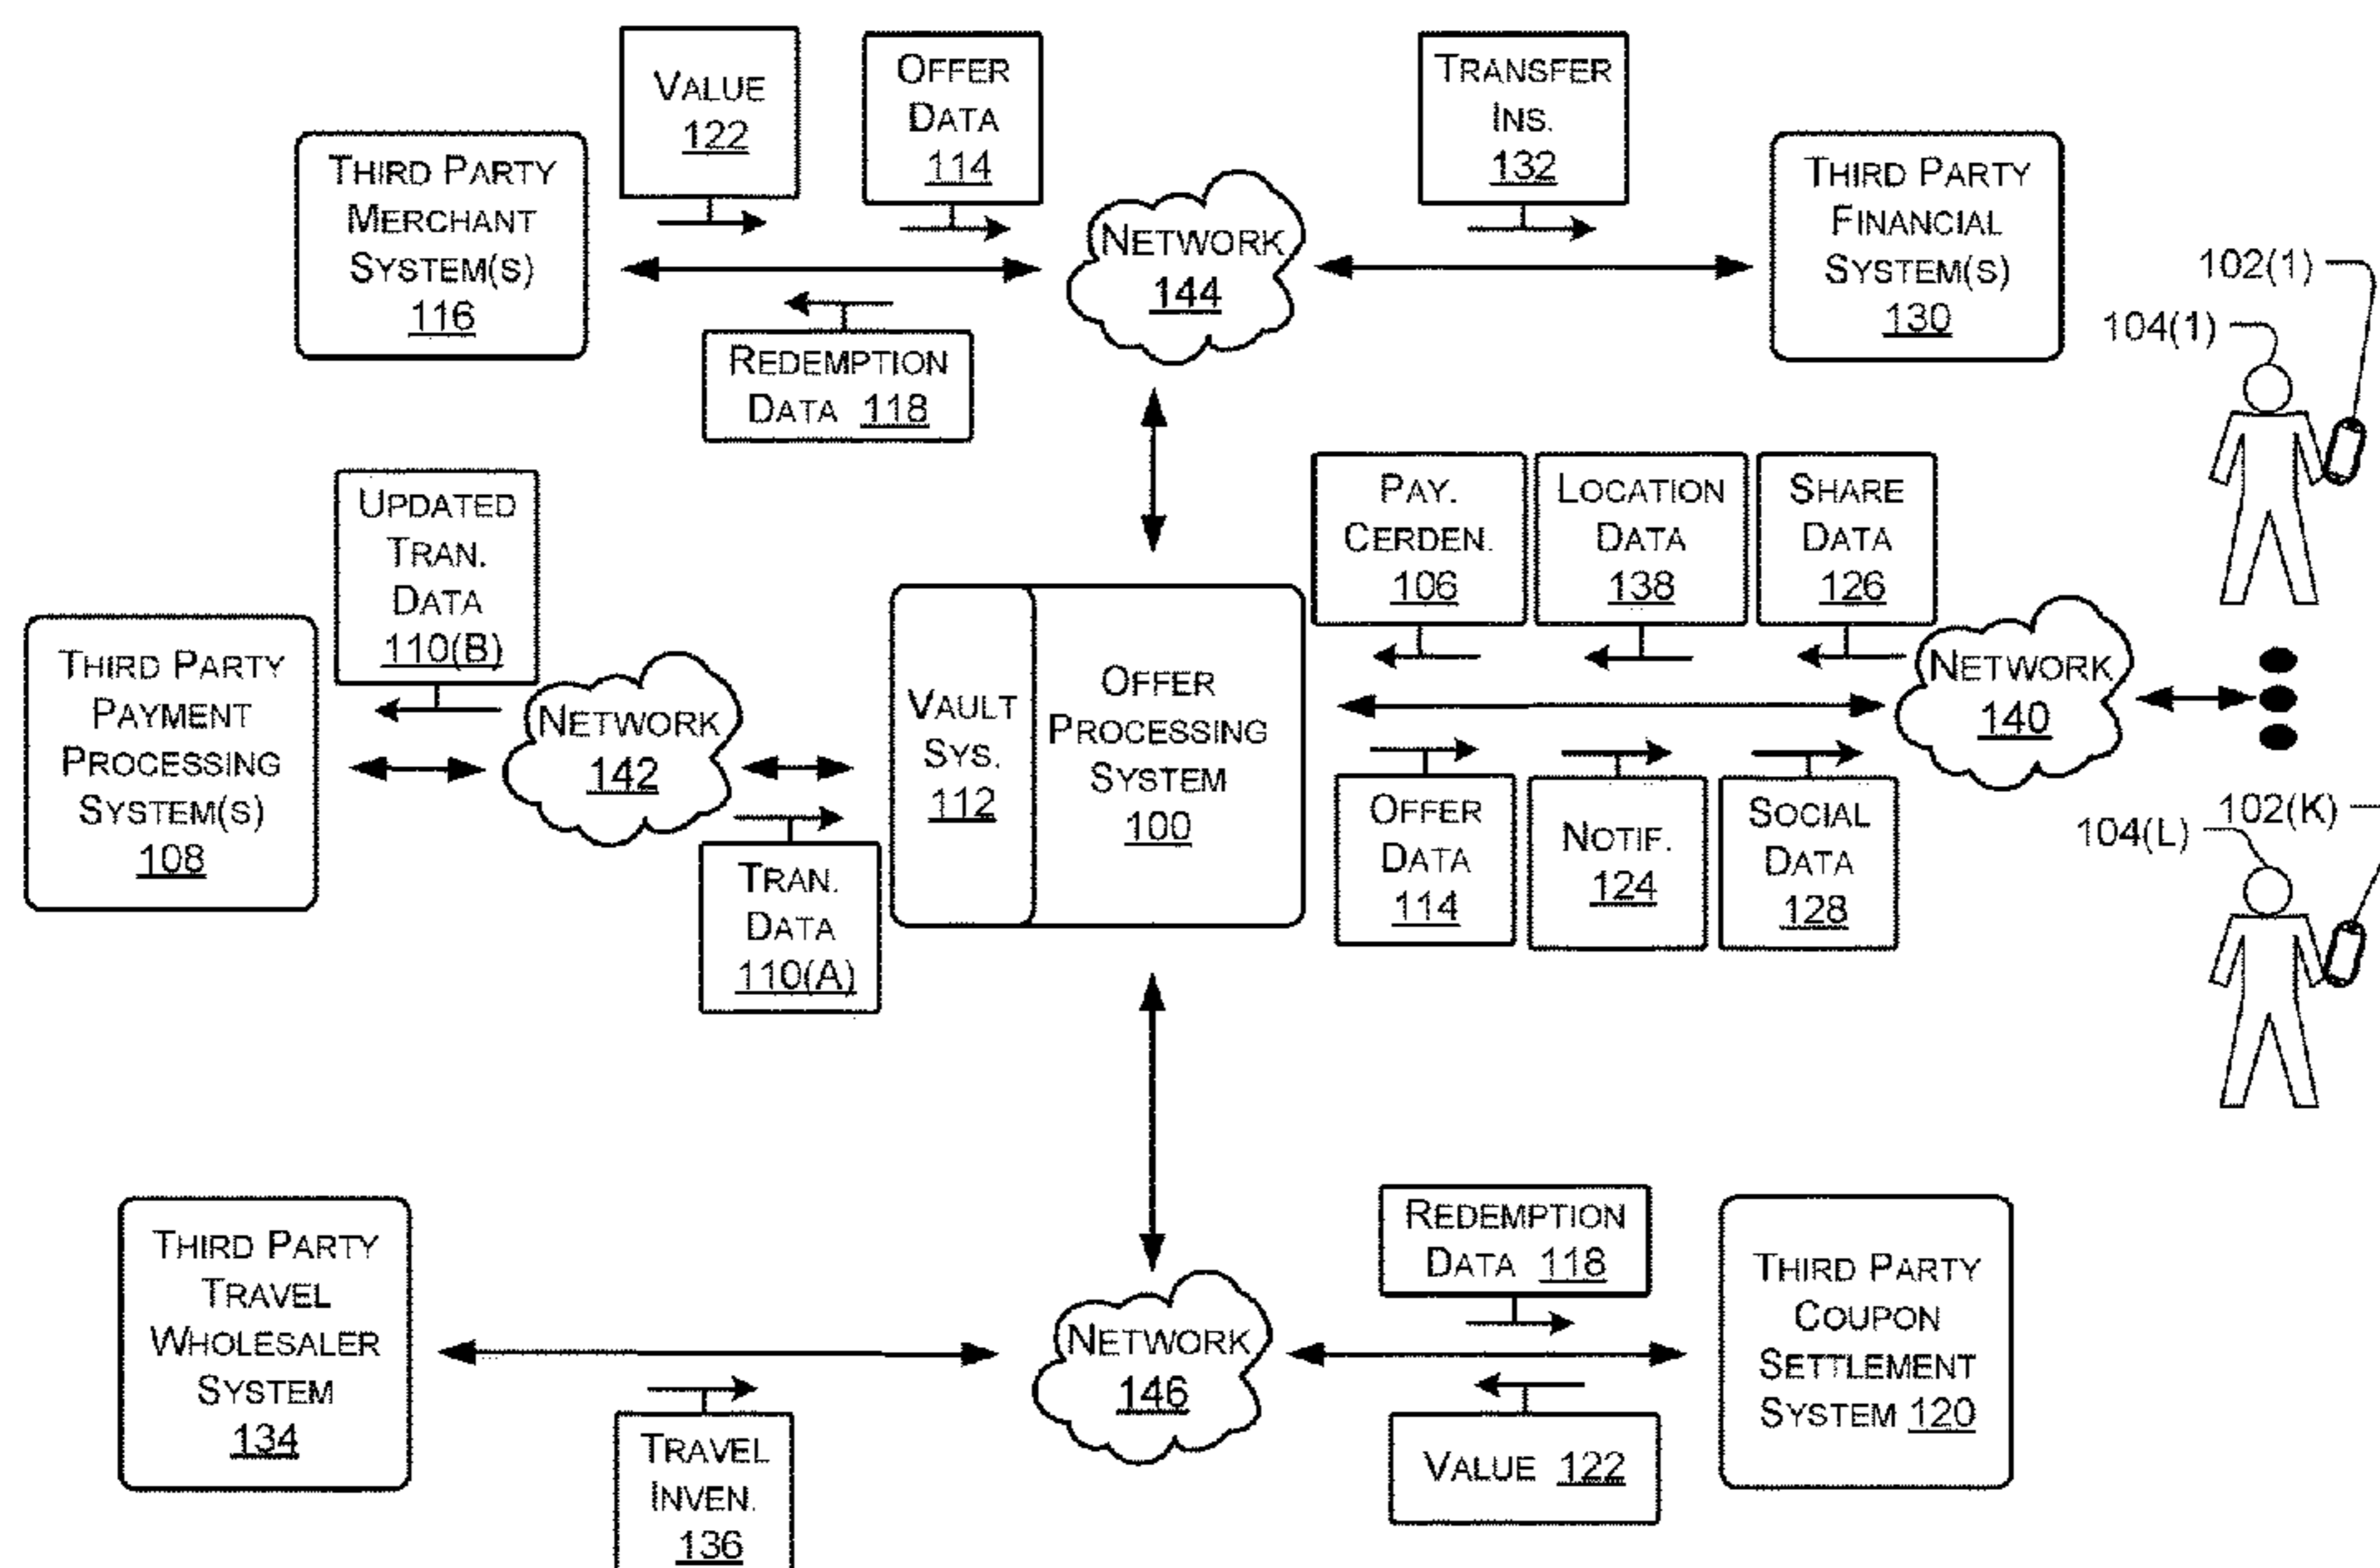 VALUE
122
OFFER
DATA
114
TRANSFER
INS.
132
THIRD PARTY
MERCHANT
SYSTEM(S)
116
NETWORK
144
THIRD PARTY
FINANCIAL
SYSTEM(S)
130
102(1)
104(1)
REDEMPTION
DATA 118
UPDATED
TRAN.
DATA
110(B)
PAY.
CERDEN.
106
LOCATION
DATA
138
SHARE
DATA
126
THIRD PARTY
PAYMENT
PROCESSING
SYSTEM(S)
108
NETWORK
142
VAULT
SYS.
112
OFFER
PROCESSING
SYSTEM
100
NETWORK
140
TRAN.
DATA
110(A)
OFFER
DATA
114
NOTIF.
124
SOCIAL
DATA
128
102(K)
104(L)
THIRD PARTY
TRAVEL
WHOLESALER
SYSTEM
134
NETWORK
146
REDEMPTION
DATA 118
THIRD PARTY
COUPON
SETTLEMENT
SYSTEM 120
TRAVEL
INVEN.
136
VALUE 122